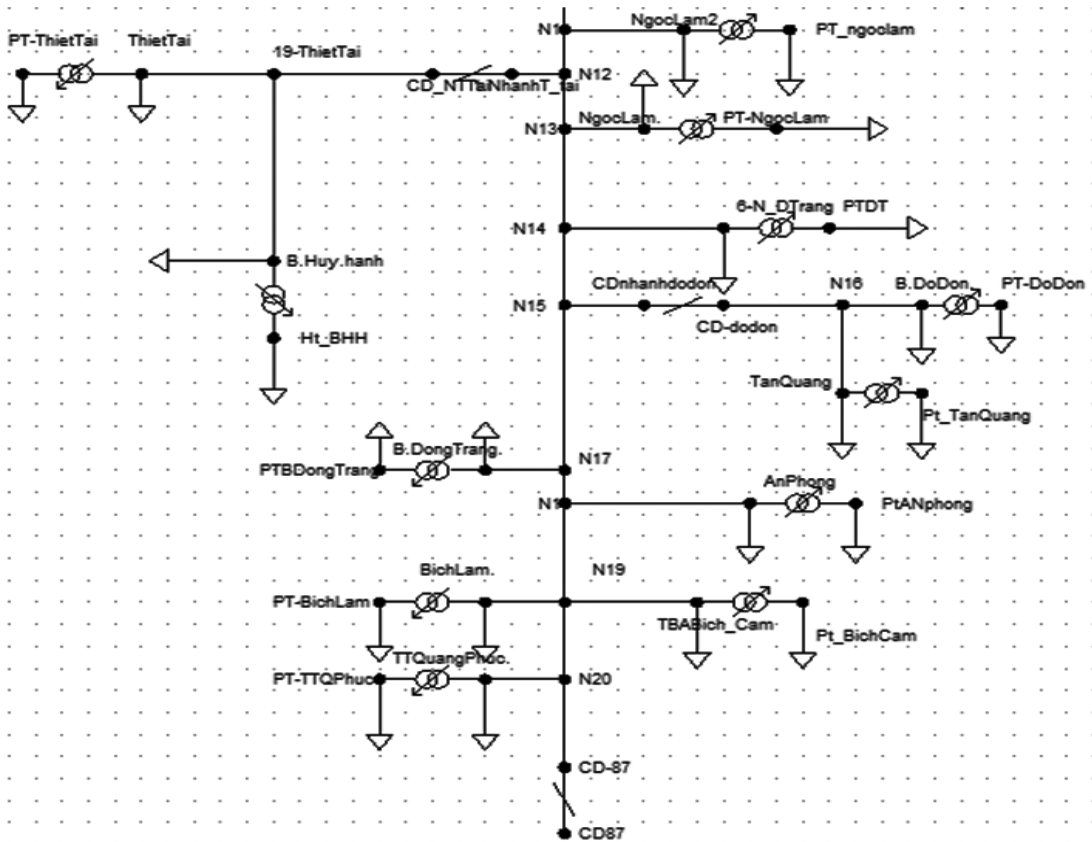 NgocLam2
N1
PT_ngoclam
PT-ThietTai
ThietTai
19-ThietTai
N12
NgocLam.
PT-NgocLam
N13
6-N_DTrang
PTDT
N14
B.Huy.hanh
CDnhanhdodon
N16
B.DoDon
PT-DoDon
N15
CD-dodon
Ht_BHH
TanQuang
Pt_TanQuang
B.DongTrang.
N17
PTBDongTrang
AnPhong
N1
PtANphong
BichLam.
N19
PT-BichLam
TBABich_Cam
Pt_BichCam
TTQuangPhuc.
PT-TTQPhuc
N20
CD-87
CD87